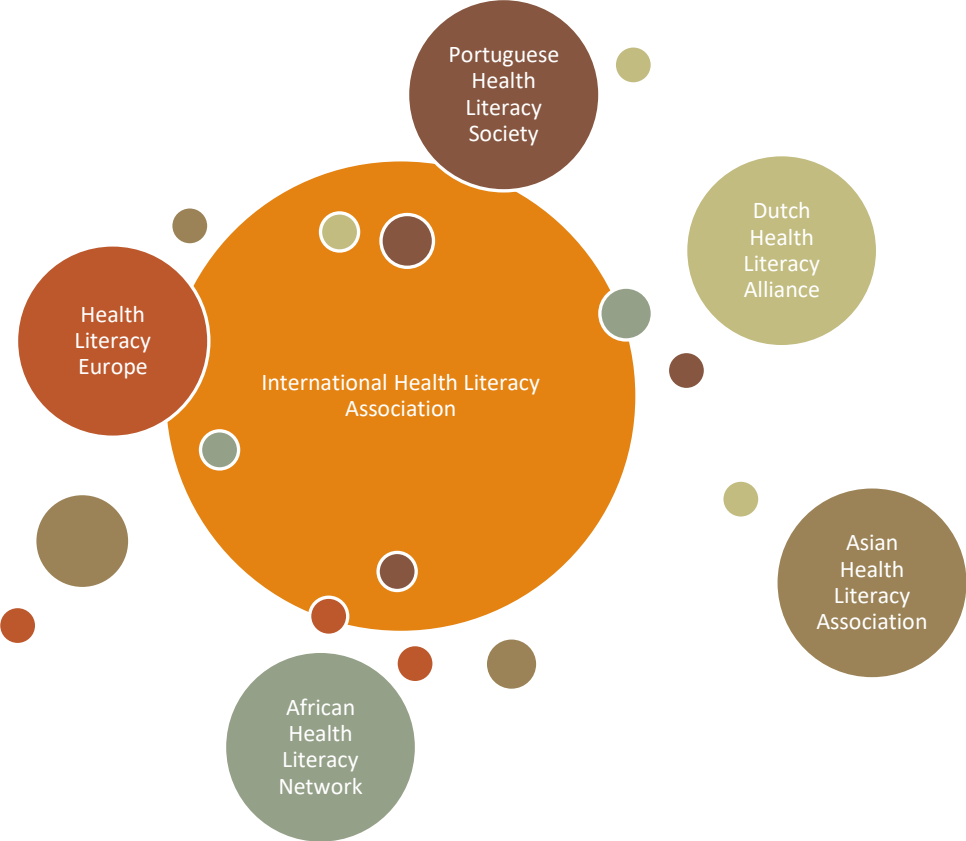 Portuguese
Health
Literacy
Society
Dutch
Health
Literacy
Alliance
Health
Literacy
Europe
International Health Literacy
Association
Asian
Health
Literacy
Association
African
Health
Literacy
Network